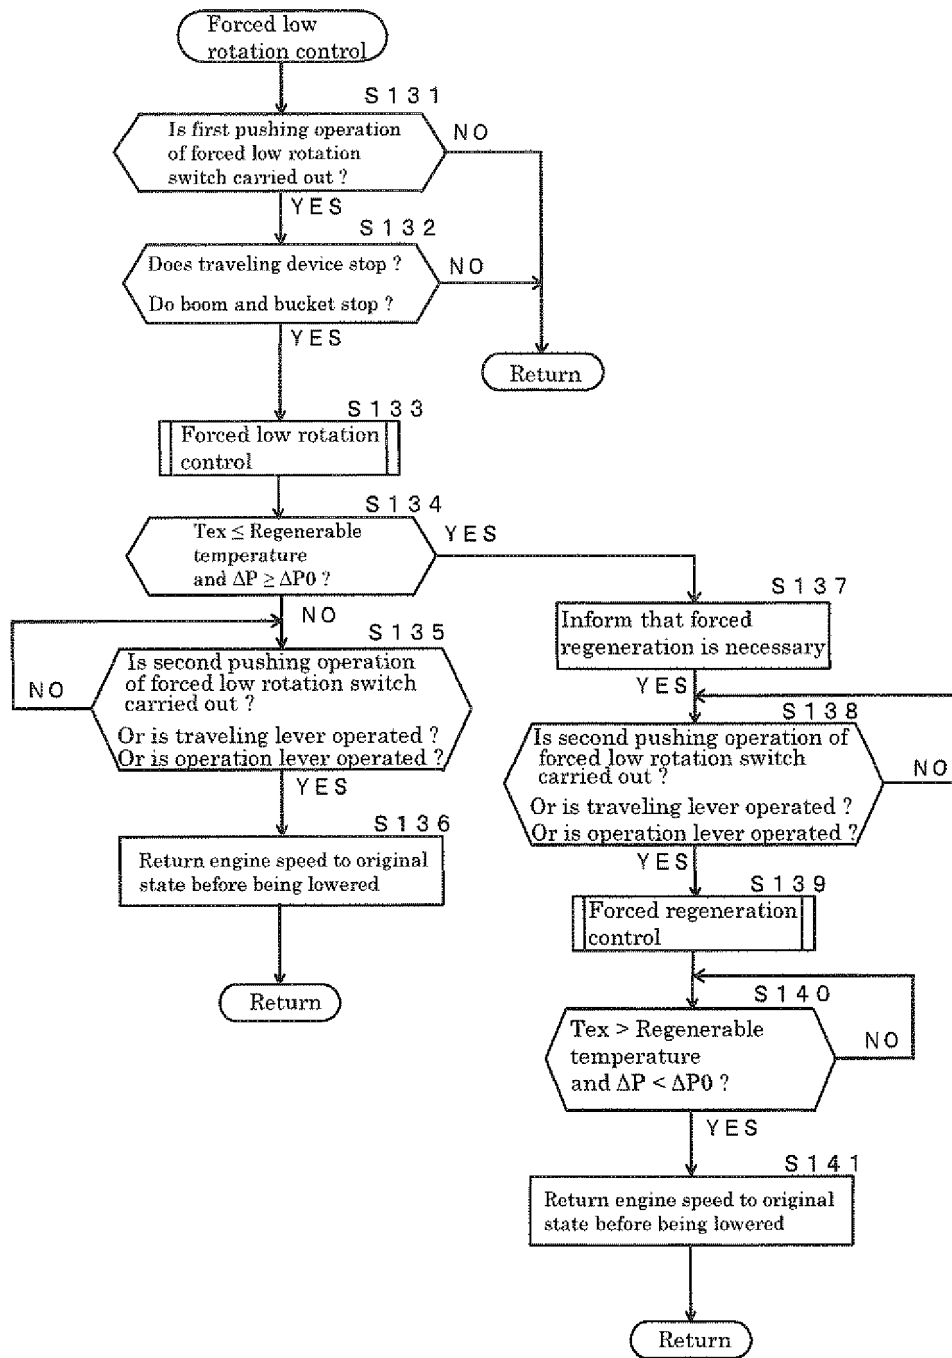 Forced low
rotation control
S131
Is first pushing operation
of forced low rotation
switch carried out ?
NO
YES
S132
Does traveling device stop ?
Do boom and bucket stop ?
NO
YES
Return
S133
Forced low rotation
control
S134
Tex ≤ Regenerable
temperature
and ΔP ≥ ΔP0 ?
YES
NO
S135
Is second pushing operation
of forced low rotation switch
carried out ?
Or is traveling lever operated ?
Or is operation lever operated ?
NO
YES
S136
Return engine speed to original
state before being lowered
Return
S137
Inform that forced
regeneration is necessary
YES
S138
Is second pushing operation of
forced low rotation switch
carried out ?
Or is traveling lever operated ?
Or is operation lever operated ?
NO
YES
S139
Forced regeneration
control
S140
Tex > Regenerable
temperature
and ΔP < ΔP0 ?
NO
YES
S141
Return engine speed to original
state before being lowered
Return